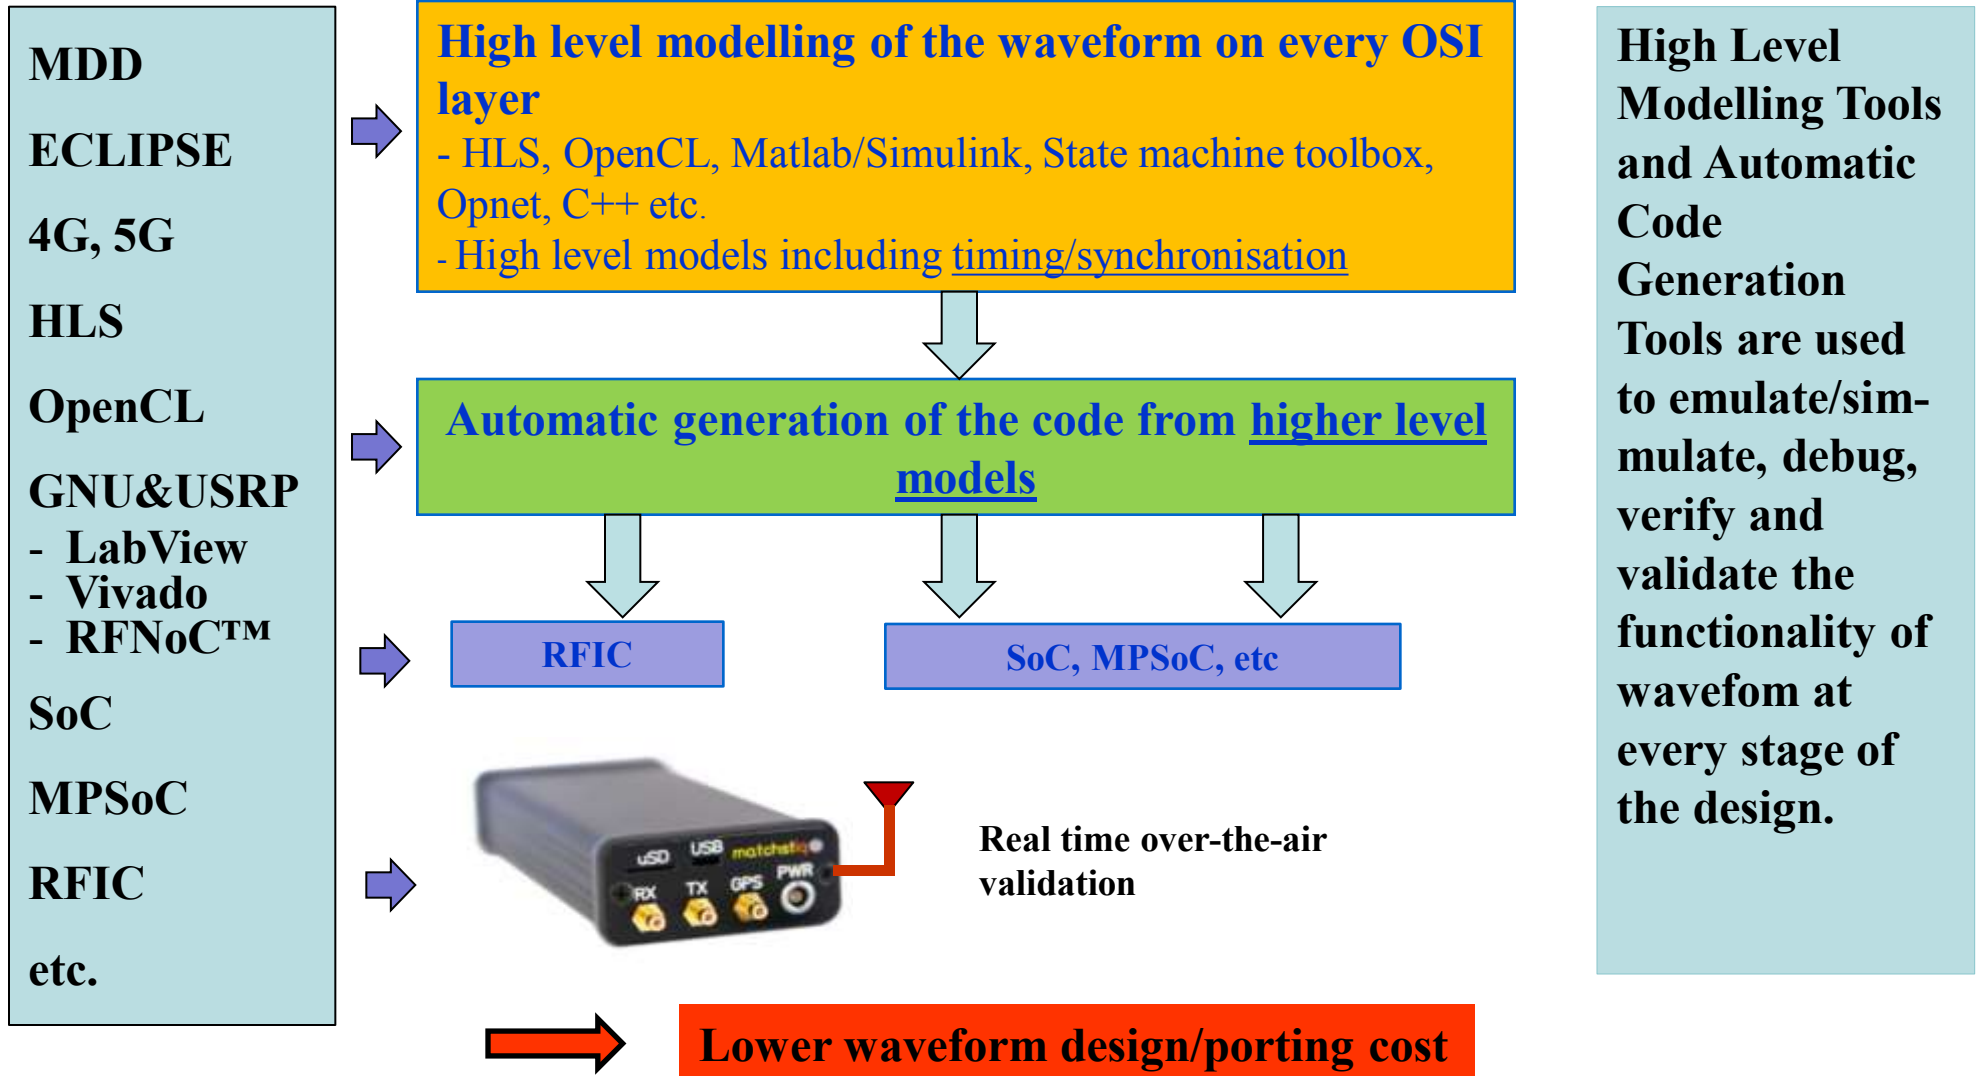 MDD
ECLIPSE
4G, 5G
HLS
OpenCL
GNU&USRP
- LabView
- Vivado
- RFNoC™
SoC
MPSoC
RFIC
etc.
High level modelling of the waveform on every OSI
layer
- HLS, OpenCL, Matlab/Simulink, State machine toolbox,
Opnet, C++ etc.
- High level models including timing/synchronisation
Automatic generation of the code from higher level
models
RFIC
SoC, MPSoC, etc
uSD USB matchstiq
RX TX GPS PWR
Real time over-the-air
validation
Lower waveform design/porting cost
High Level
Modelling Tools
and Automatic
Code
Generation
Tools are used
to emulate/sim-
mulate, debug,
verify and
validate the
functionality of
wavefom at
every stage of
the design.